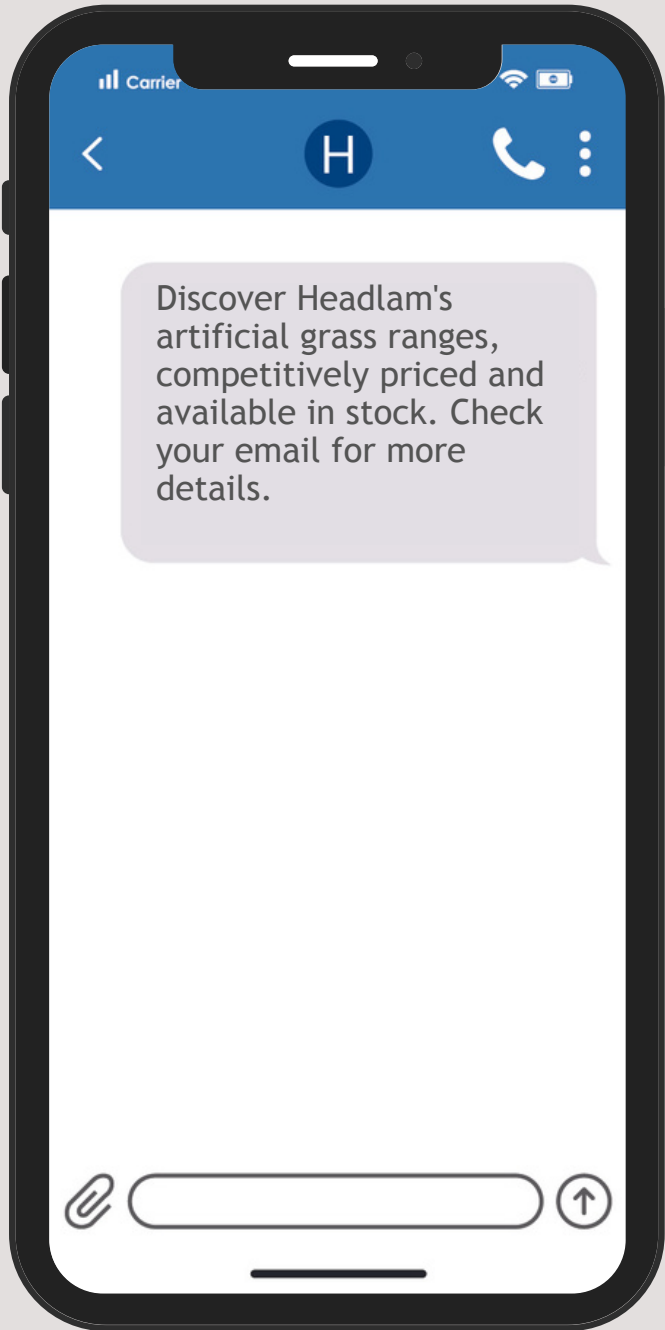 Carrier
H
Discover Headlam's
artificial grass ranges,
competitively priced and
available in stock. Check
your email for more
details.